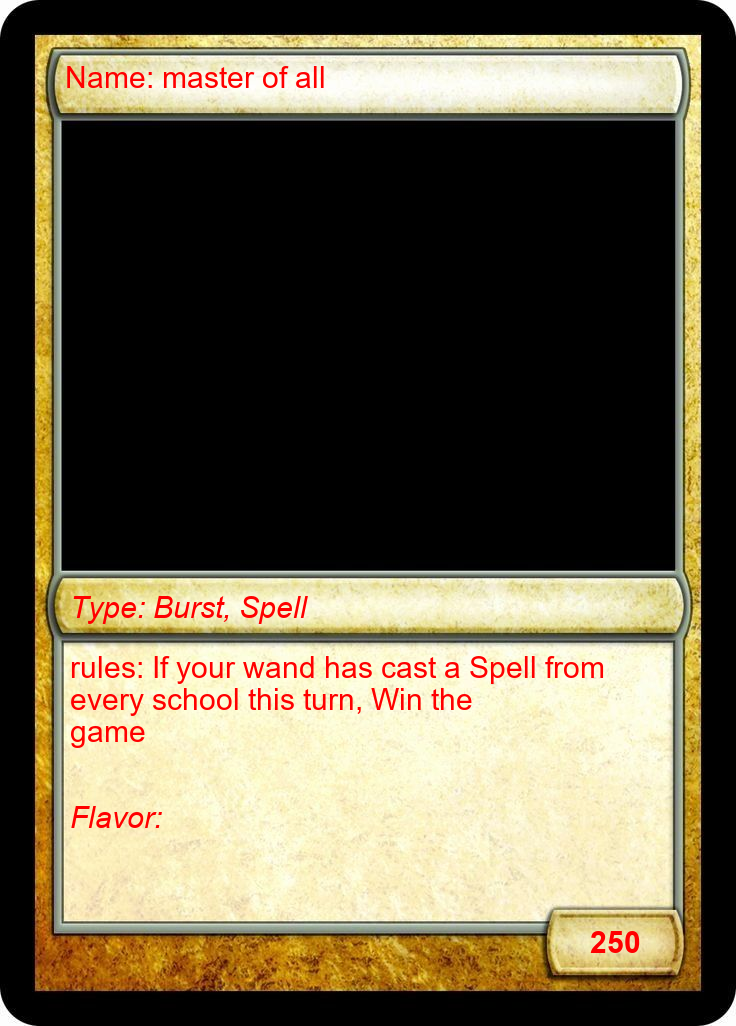 Name: master of all
Type: Burst, Spell
rules: If your wand has cast a Spell from
every school this turn, Win the
game
Flavor:
250